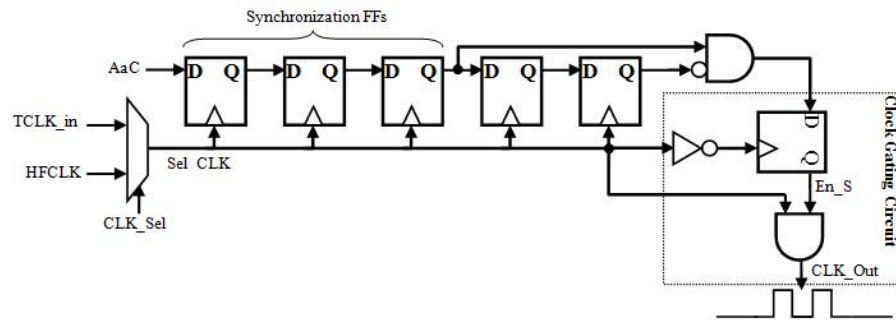 Synchronization FFs
AaC
D Q
D Q
D Q
D Q
D Q
TCLK_in
HFCLK
Sel CLK
CLK_Sel
D
Q
En_S
CLK_Out
Clock Gating Circuit